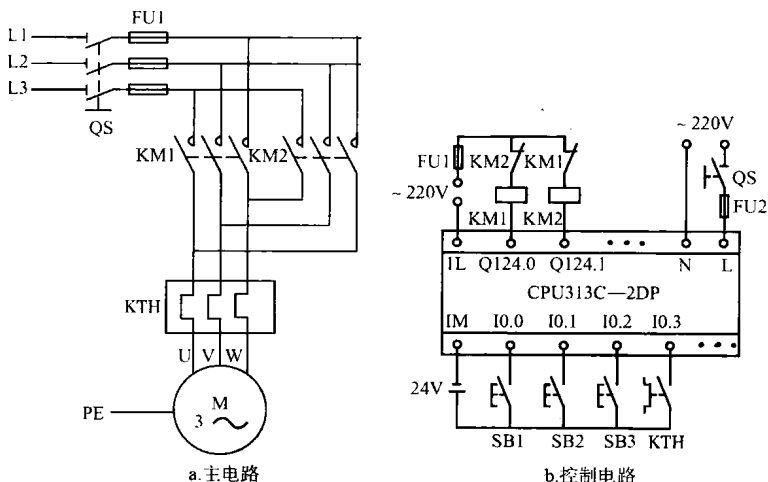 FU1
L1
L2
L3
QS
KM1
KM2
KTH
U V W
M
3
PE
a.主电路
~220V
FU1
KM2
KM1
QS
~220V
FU2
KM1
KM2
1L Q124.0 Q124.1 ••• N L
CPU313C—2DP
IM I0.0 I0.1 I0.2 I0.3
•••
24V
SB1 SB2 SB3 KTH
b.控制电路